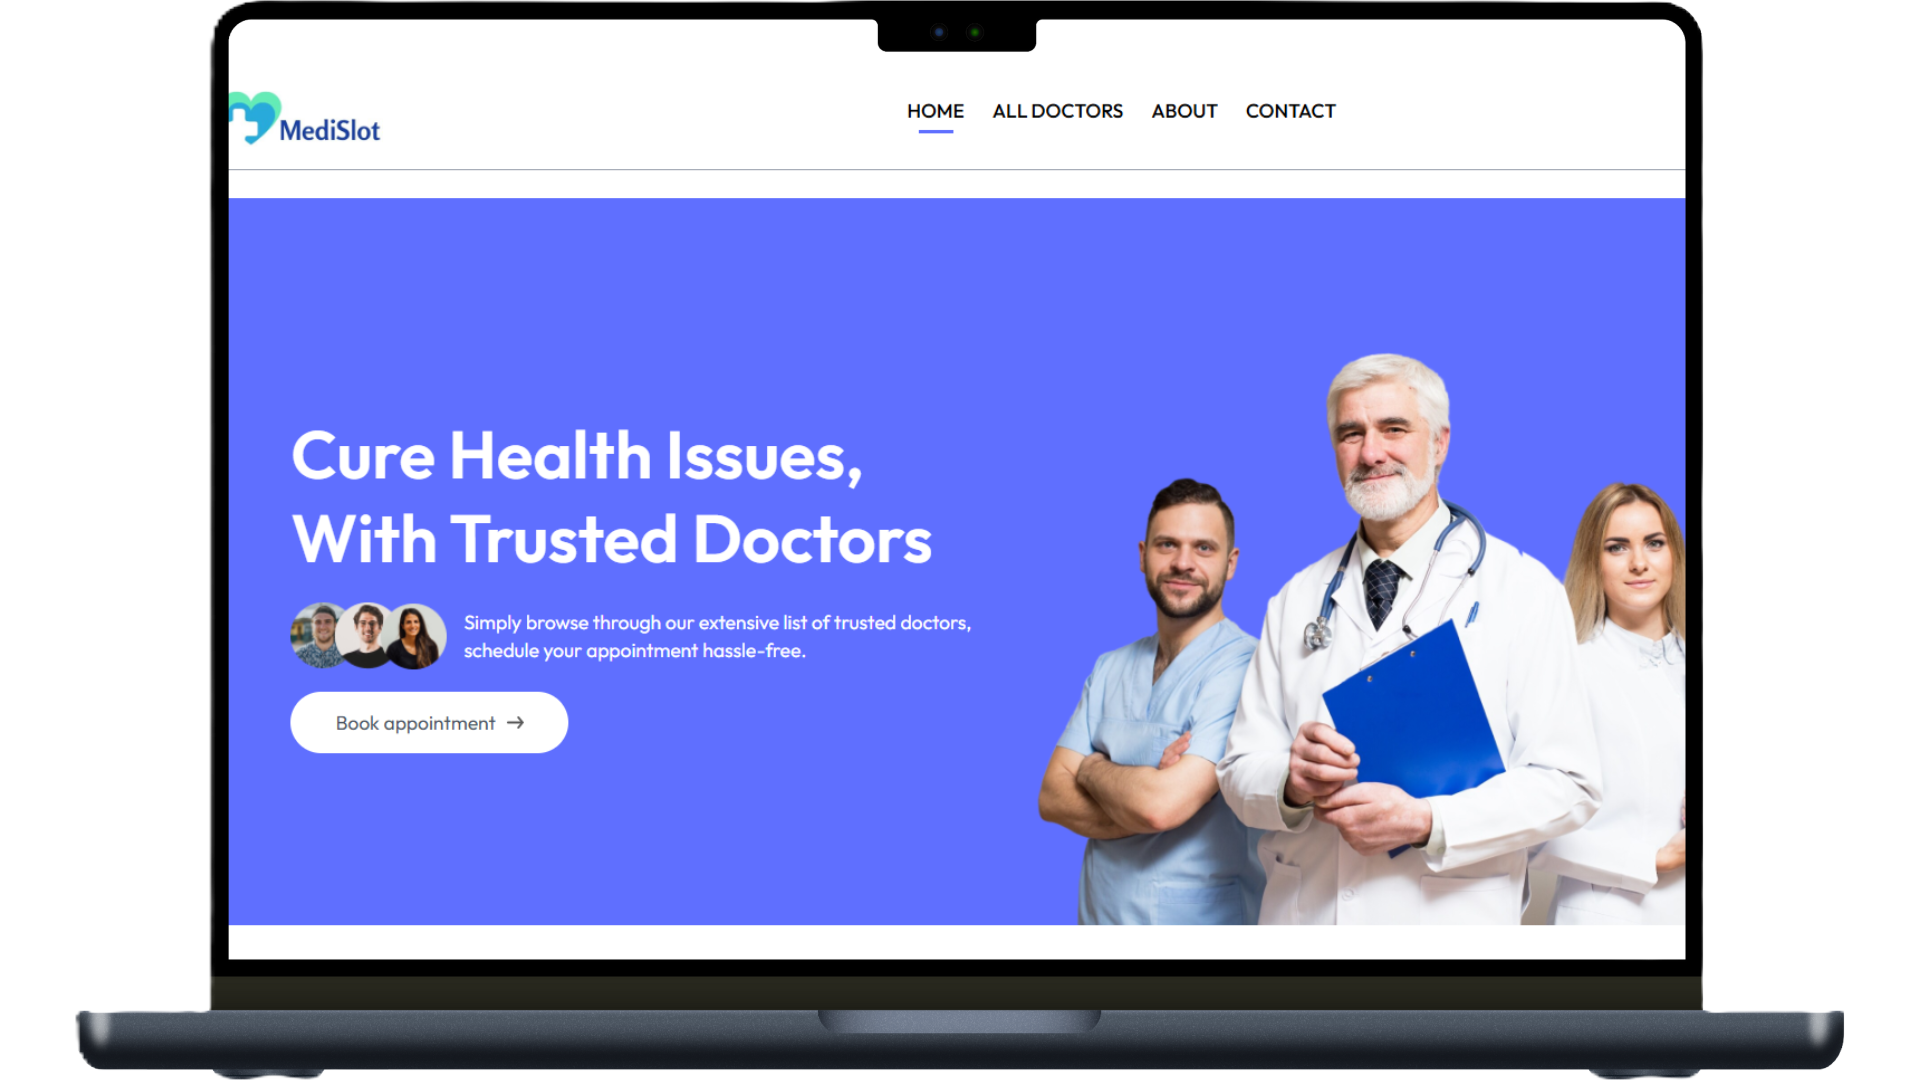 MediSlot
HOME ALL DOCTORS ABOUT CONTACT
Cure Health Issues,
With Trusted Doctors
Simply browse through our extensive list of trusted doctors,
schedule your appointment hassle-free.
Book appointment →